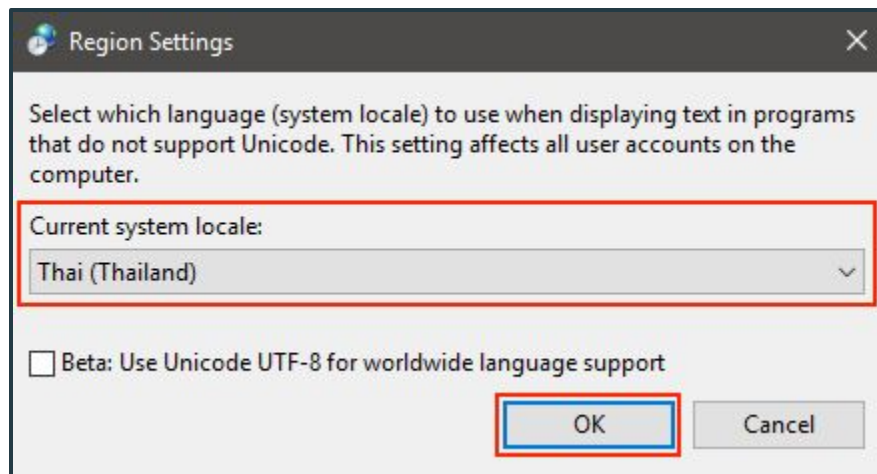 Region Settings
Select which language (system locale) to use when displaying text in programs
that do not support Unicode. This setting affects all user accounts on the
computer.
Current system locale:
Thai (Thailand)
Beta: Use Unicode UTF-8 for worldwide language support
OK
Cancel